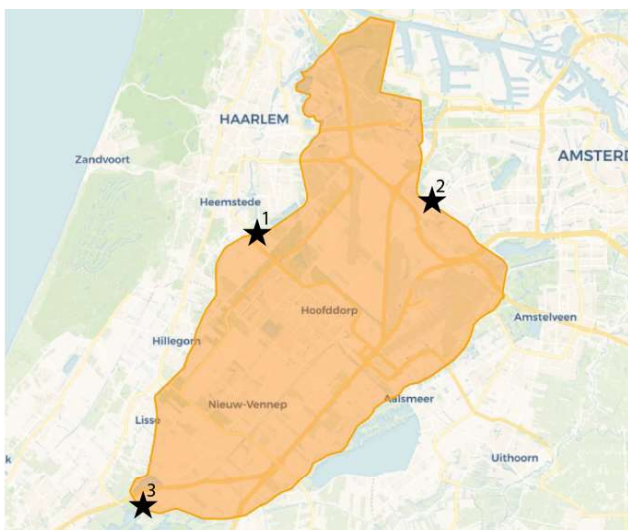 HAARLEM
Zandvoort
AMSTERD
2
Heemstede
1
Hoofddorp
Amstelveen
Hillegom
Nieuw-Vennep
Aalsmeer
Lisse
Uithoorn
k
3